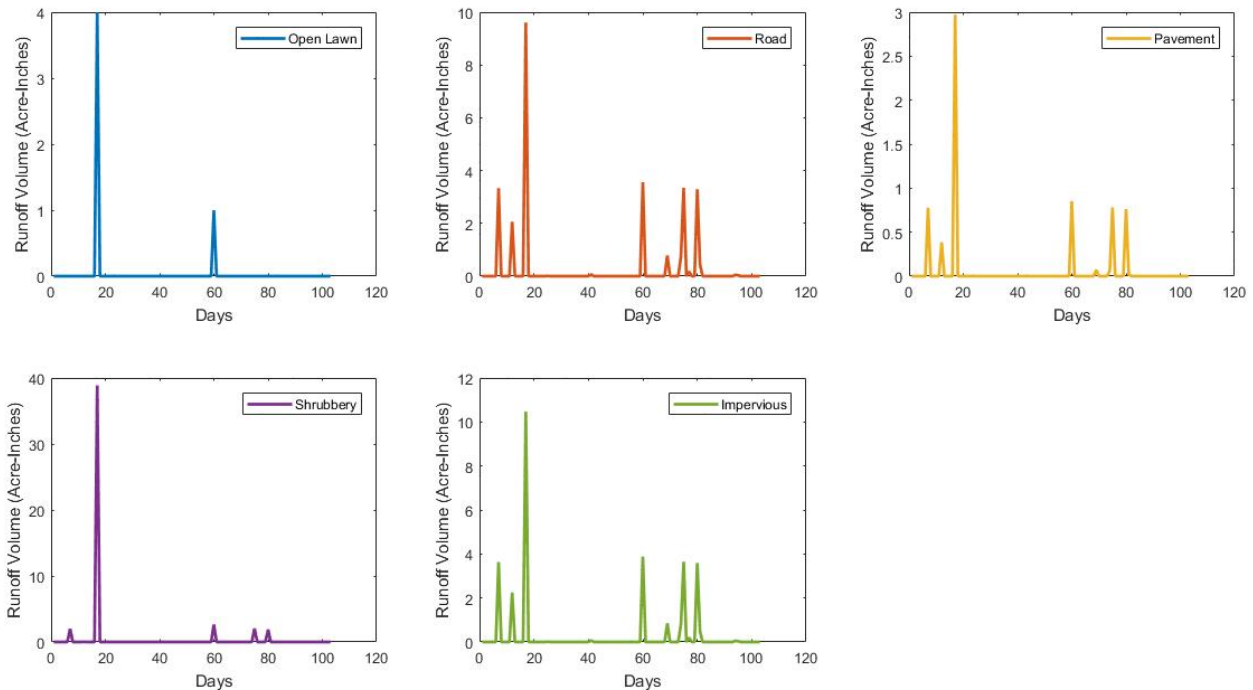 Runoff Volume (Acre-Inches)
4
3
2
1
0
Open Lawn
0 20 40 60 80 100 120
Days
Runoff Volume (Acre-Inches)
10
8
6
4
2
0
Road
0 20 40 60 80 100 120
Days
Runoff Volume (Acre-Inches)
3
2.5
2
1.5
1
0.5
0
Pavement
0 20 40 60 80 100 120
Days
Runoff Volume (Acre-Inches)
40
30
20
10
0
Shrubbery
0 20 40 60 80 100 120
Days
Runoff Volume (Acre-Inches)
12
10
8
6
4
2
0
Impervious
0 20 40 60 80 100 120
Days